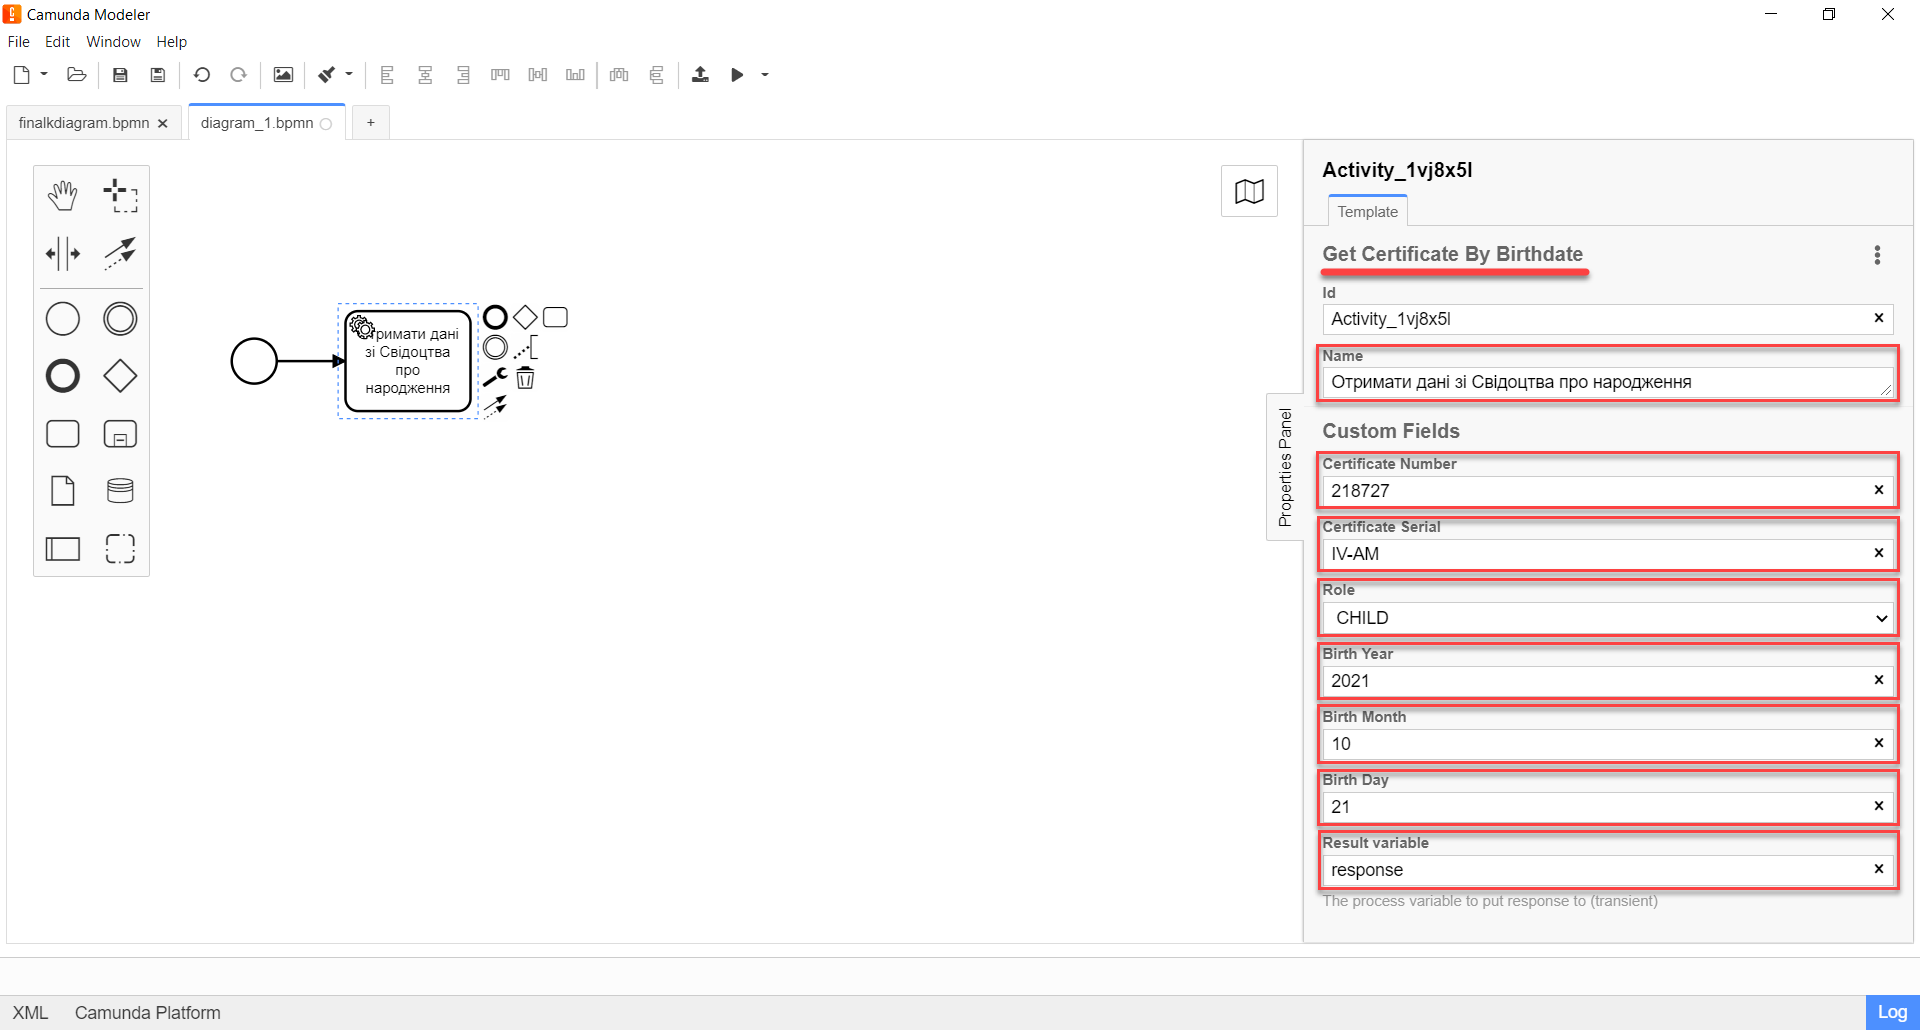 Camunda Modeler
File Edit Window Help
finalkdiagram.bpmn
diagram_1.bpmn
+
Отримати дані
зі Свідоцтва
про
народження
Properties Panel
Activity_1vj8x5l
Template
Get Certificate By Birthdate
Id
Activity_1vj8x5l
Name
Отримати дані зі Свідоцтва про народження
Custom Fields
Certificate Number
218727
Certificate Serial
IV-AM
Role
CHILD
Birth Year
2021
Birth Month
10
Birth Day
21
Result variable
response
The process variable to put response to (transient)
XML Camunda Platform
Log